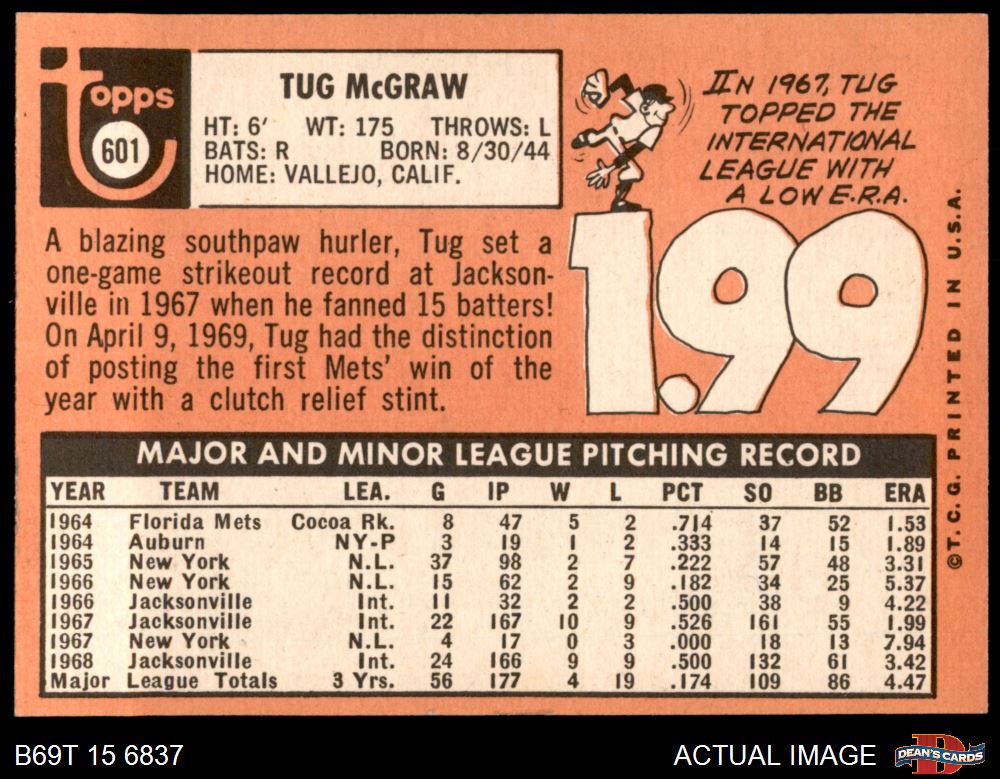 Topps
601
TUG McGRAW
HT: 6' WT: 175 THROWS: L
BATS: R BORN: 8/30/44
HOME: VALLEJO, CALIF.
IN 1967, TUG
TOPPED THE
INTERNATIONAL
LEAGUE WITH
A LOW E.R.A.
1.99
A blazing southpaw hurler, Tug set a
one-game strikeout record at Jackson-
ville in 1967 when he fanned 15 batters!
On April 9, 1969, Tug had the distinction
of posting the first Mets' win of the
year with a clutch relief stint.
© T. C. G. PRINTED IN U.S.A.
MAJOR AND MINOR LEAGUE PITCHING RECORD
YEAR TEAM LEA. G IP W L PCT SO BB ERA
1964 Florida Mets Cocoa Rk. 8 47 5 2 .714 37 52 1.53
1964 Auburn NY-P 3 19 1 2 .333 14 15 1.89
1965 New York N.L. 37 98 2 7 .222 57 48 3.31
1966 New York N.L. 15 62 2 9 .182 34 25 5.37
1966 Jacksonville Int. 11 32 2 2 .500 38 9 4.22
1967 Jacksonville Int. 22 167 10 9 .526 161 55 1.99
1967 New York N.L. 4 17 0 3 .000 18 13 7.94
1968 Jacksonville Int. 24 166 9 9 .500 132 61 3.42
Major League Totals 3 Yrs. 56 177 4 19 .174 109 86 4.47
B69T 15 6837
ACTUAL IMAGE
DEAN'S CARDS